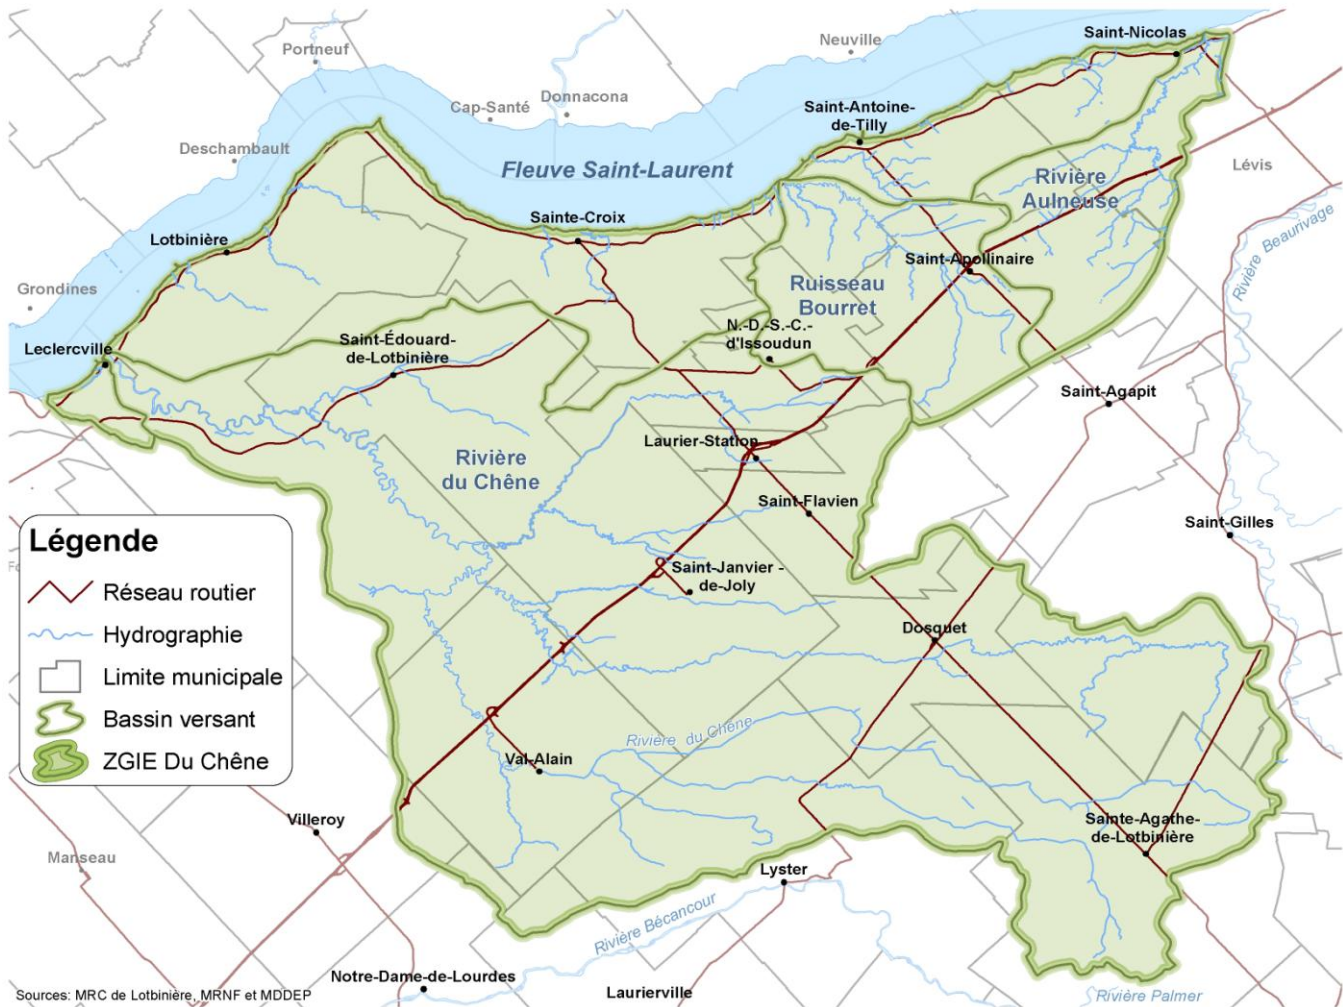 Saint-Nicolas
Portneuf
Neuville
Cap-Santé
Donnacona
Saint-Antoine-
de-Tilly
Deschambault
Fleuve Saint-Laurent
Lévis
Rivière
Aulneuse
Sainte-Croix
Lotbinière
Rivière Beaurivage
Saint-Apollinaire
Grondines
Ruisseau
Bourret
N.-D.-S.-C.-
d'Issoudun
Saint-Édouard-
de-Lotbinière
Leclercville
Saint-Agapit
Laurier-Station
Rivière
du Chêne
Saint-Flavien
Saint-Gilles
Légende
Réseau routier
Hydrographie
Limite municipale
Bassin versant
ZGIE Du Chêne
Saint-Janvier -
de-Joly
Dosquet
Rivière du Chêne
Val-Alain
Villeroy
Sainte-Agathe-
de-Lotbinière
Manseau
Lyster
Rivière Bécancour
Notre-Dame-de-Lourdes
Laurierville
Rivière Palmer
Sources: MRC de Lotbinière, MRNF et MDDEP